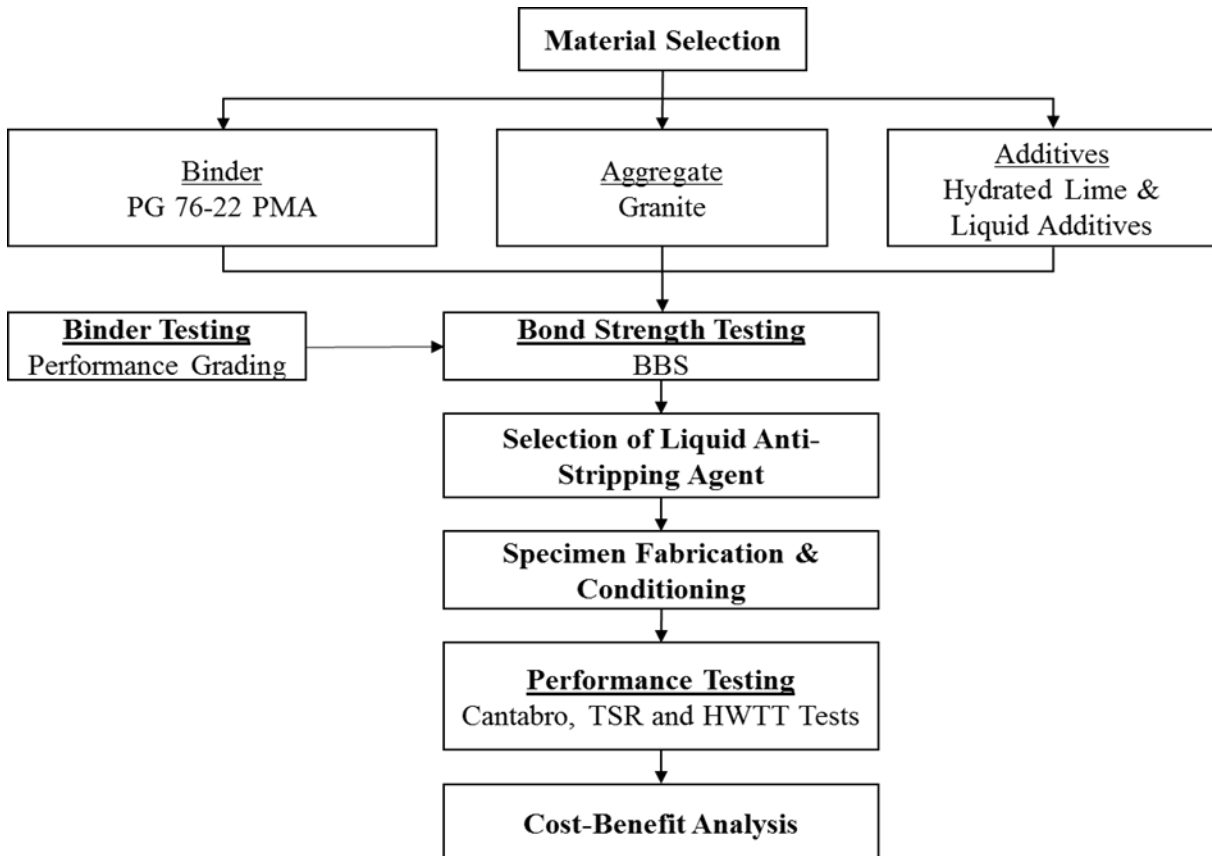 Material Selection
Binder
PG 76-22 PMA
Aggregate
Granite
Additives
Hydrated Lime &
Liquid Additives
Binder Testing
Performance Grading
Bond Strength Testing
BBS
Selection of Liquid Anti-
Stripping Agent
Specimen Fabrication &
Conditioning
Performance Testing
Cantabro, TSR and HWTT Tests
Cost-Benefit Analysis